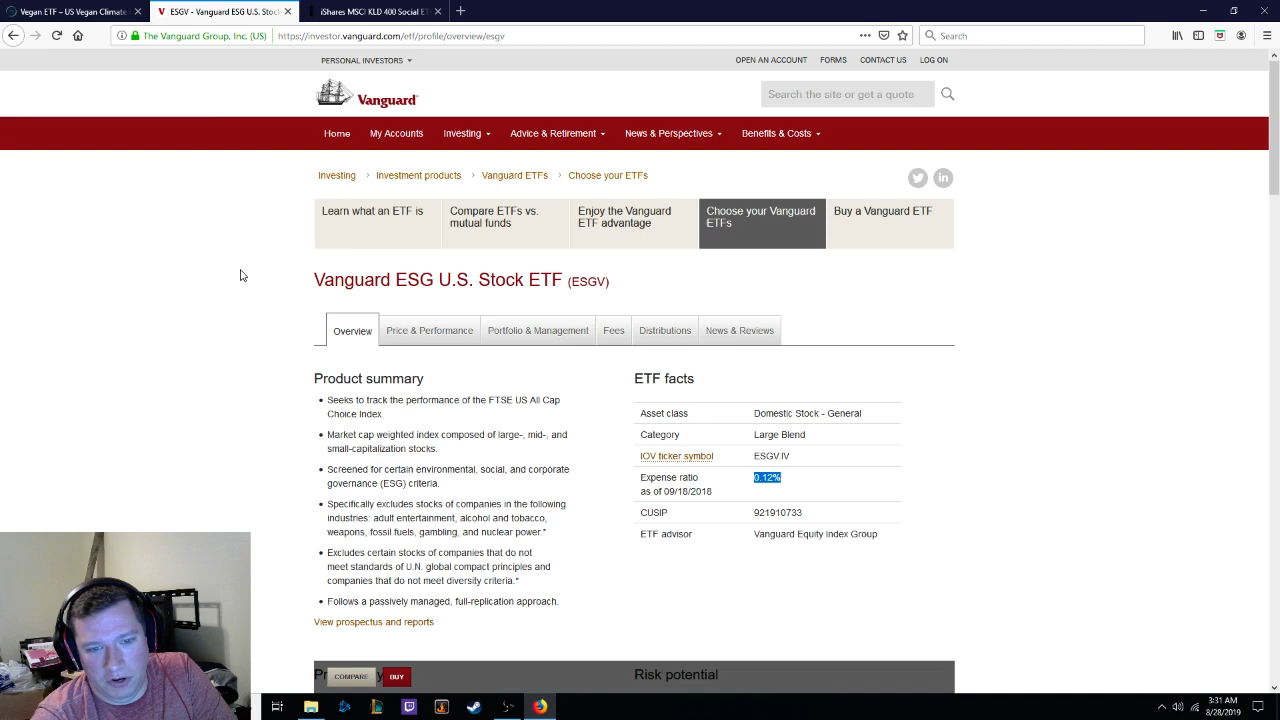 Vegan ETF – US Vegan Climate
ESGV - Vanguard ESG U.S. Stoc
iShares MSCI KLD 400 Social ET
The Vanguard Group, Inc. (US)
https://investor.vanguard.com/etf/profile/overview/esgv
Search
PERSONAL INVESTORS
OPEN AN ACCOUNT FORMS CONTACT US LOG ON
Vanguard
Search the site or get a quote
Home My Accounts Investing Advice & Retirement News & Perspectives Benefits & Costs
Investing Investment products Vanguard ETFs Choose your ETFs
Learn what an ETF is
Compare ETFs vs.
mutual funds
Enjoy the Vanguard
ETF advantage
Choose your Vanguard
ETFs
Buy a Vanguard ETF
Vanguard ESG U.S. Stock ETF (ESGV)
Overview Price & Performance Portfolio & Management Fees Distributions News & Reviews
Product summary
• Seeks to track the performance of the FTSE US All Cap
Choice Index.
• Market cap weighted index composed of large-, mid-, and
small-capitalization stocks.
• Screened for certain environmental, social, and corporate
governance (ESG) criteria.
• Specifically excludes stocks of companies in the following
industries: adult entertainment, alcohol and tobacco,
weapons, fossil fuels, gambling, and nuclear power.*
• Excludes certain stocks of companies that do not
meet standards of U.N. global compact principles and
companies that do not meet diversity criteria.*
• Follows a passively managed, full-replication approach.
View prospectus and reports
ETF facts
Asset class Domestic Stock - General
Category Large Blend
IOV ticker symbol ESGV.IV
Expense ratio 0.12%
as of 09/18/2018
CUSIP 921910733
ETF advisor Vanguard Equity Index Group
COMPARE BUY
Risk potential
3:31 AM
8/28/2019